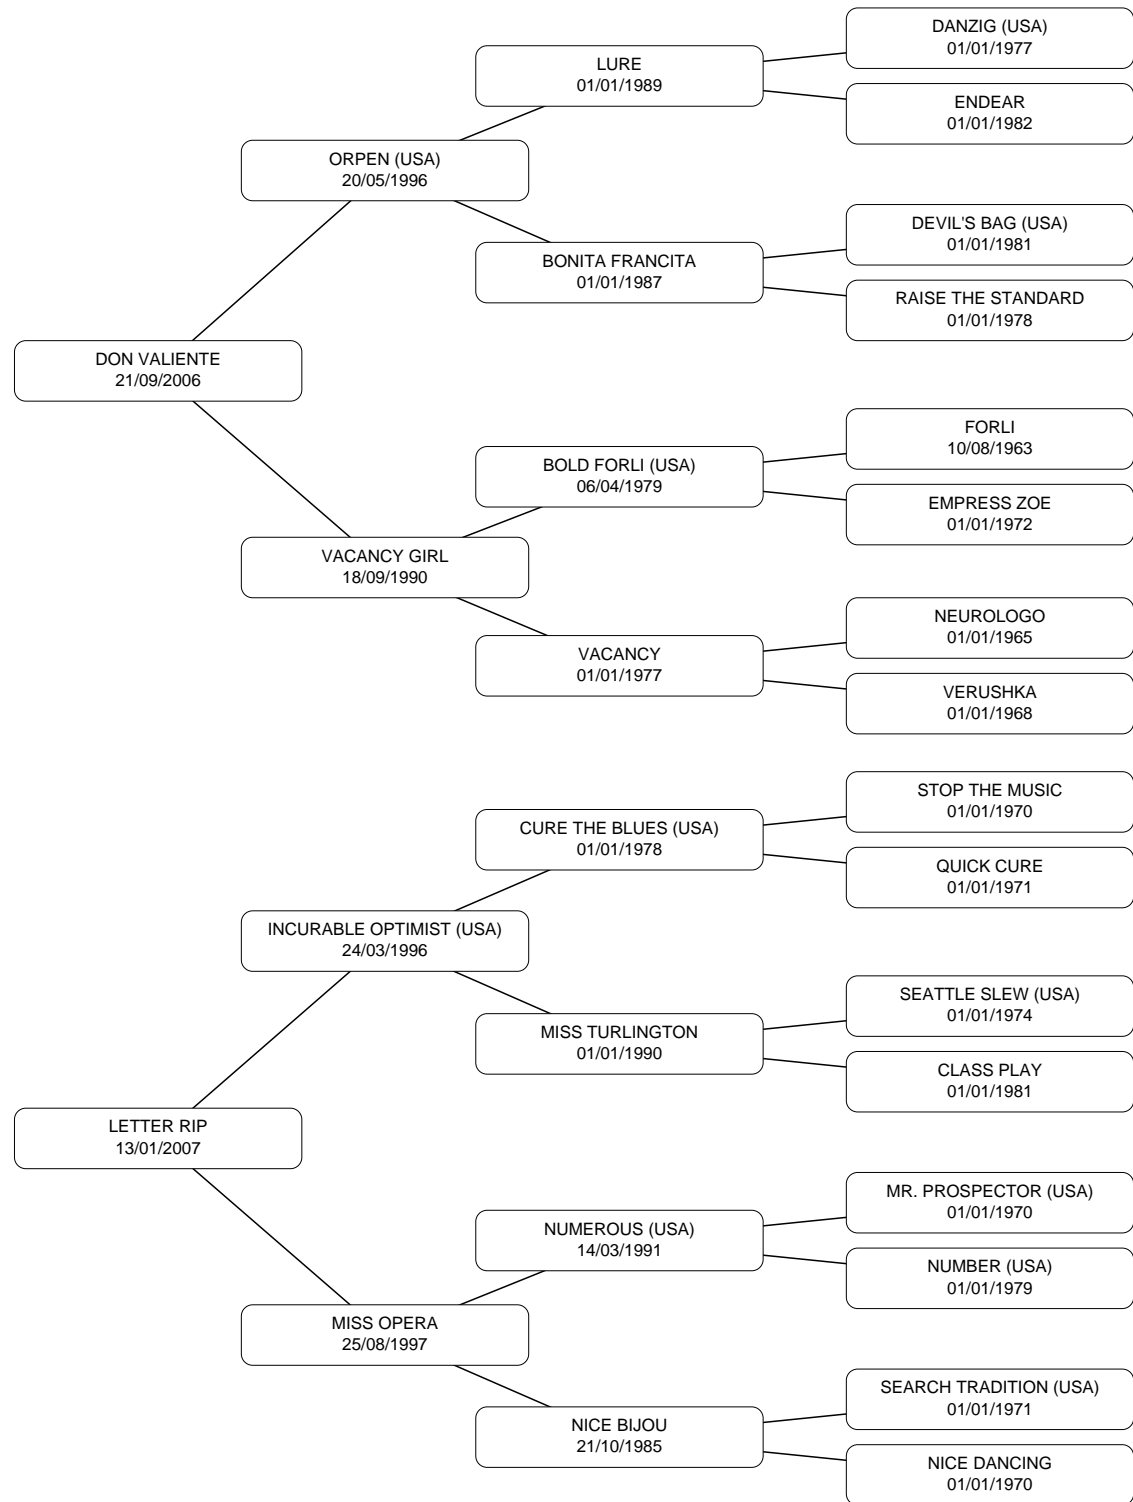 DANZIG (USA)
01/01/1977
LURE
01/01/1989
ENDEAR
01/01/1982
ORPEN (USA)
20/05/1996
DEVIL'S BAG (USA)
01/01/1981
BONITA FRANCITA
01/01/1987
RAISE THE STANDARD
01/01/1978
DON VALIENTE
21/09/2006
FORLI
10/08/1963
BOLD FORLI (USA)
06/04/1979
EMPRESS ZOE
01/01/1972
VACANCY GIRL
18/09/1990
NEUROLOGO
01/01/1965
VACANCY
01/01/1977
VERUSHKA
01/01/1968
STOP THE MUSIC
01/01/1970
CURE THE BLUES (USA)
01/01/1978
QUICK CURE
01/01/1971
INCURABLE OPTIMIST (USA)
24/03/1996
SEATTLE SLEW (USA)
01/01/1974
MISS TURLINGTON
01/01/1990
CLASS PLAY
01/01/1981
LETTER RIP
13/01/2007
MR. PROSPECTOR (USA)
01/01/1970
NUMEROUS (USA)
14/03/1991
NUMBER (USA)
01/01/1979
MISS OPERA
25/08/1997
SEARCH TRADITION (USA)
01/01/1971
NICE BIJOU
21/10/1985
NICE DANCING
01/01/1970